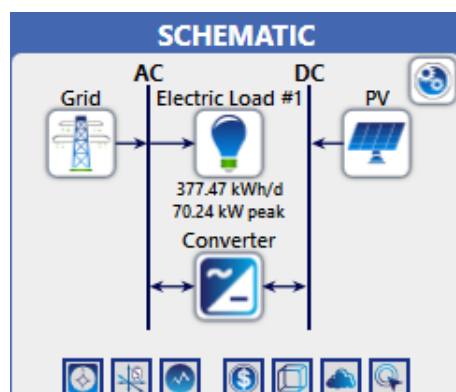 SCHEMATIC
AC DC
Grid Electric Load #1 PV
377.47 kWh/d
70.24 kW peak
Converter